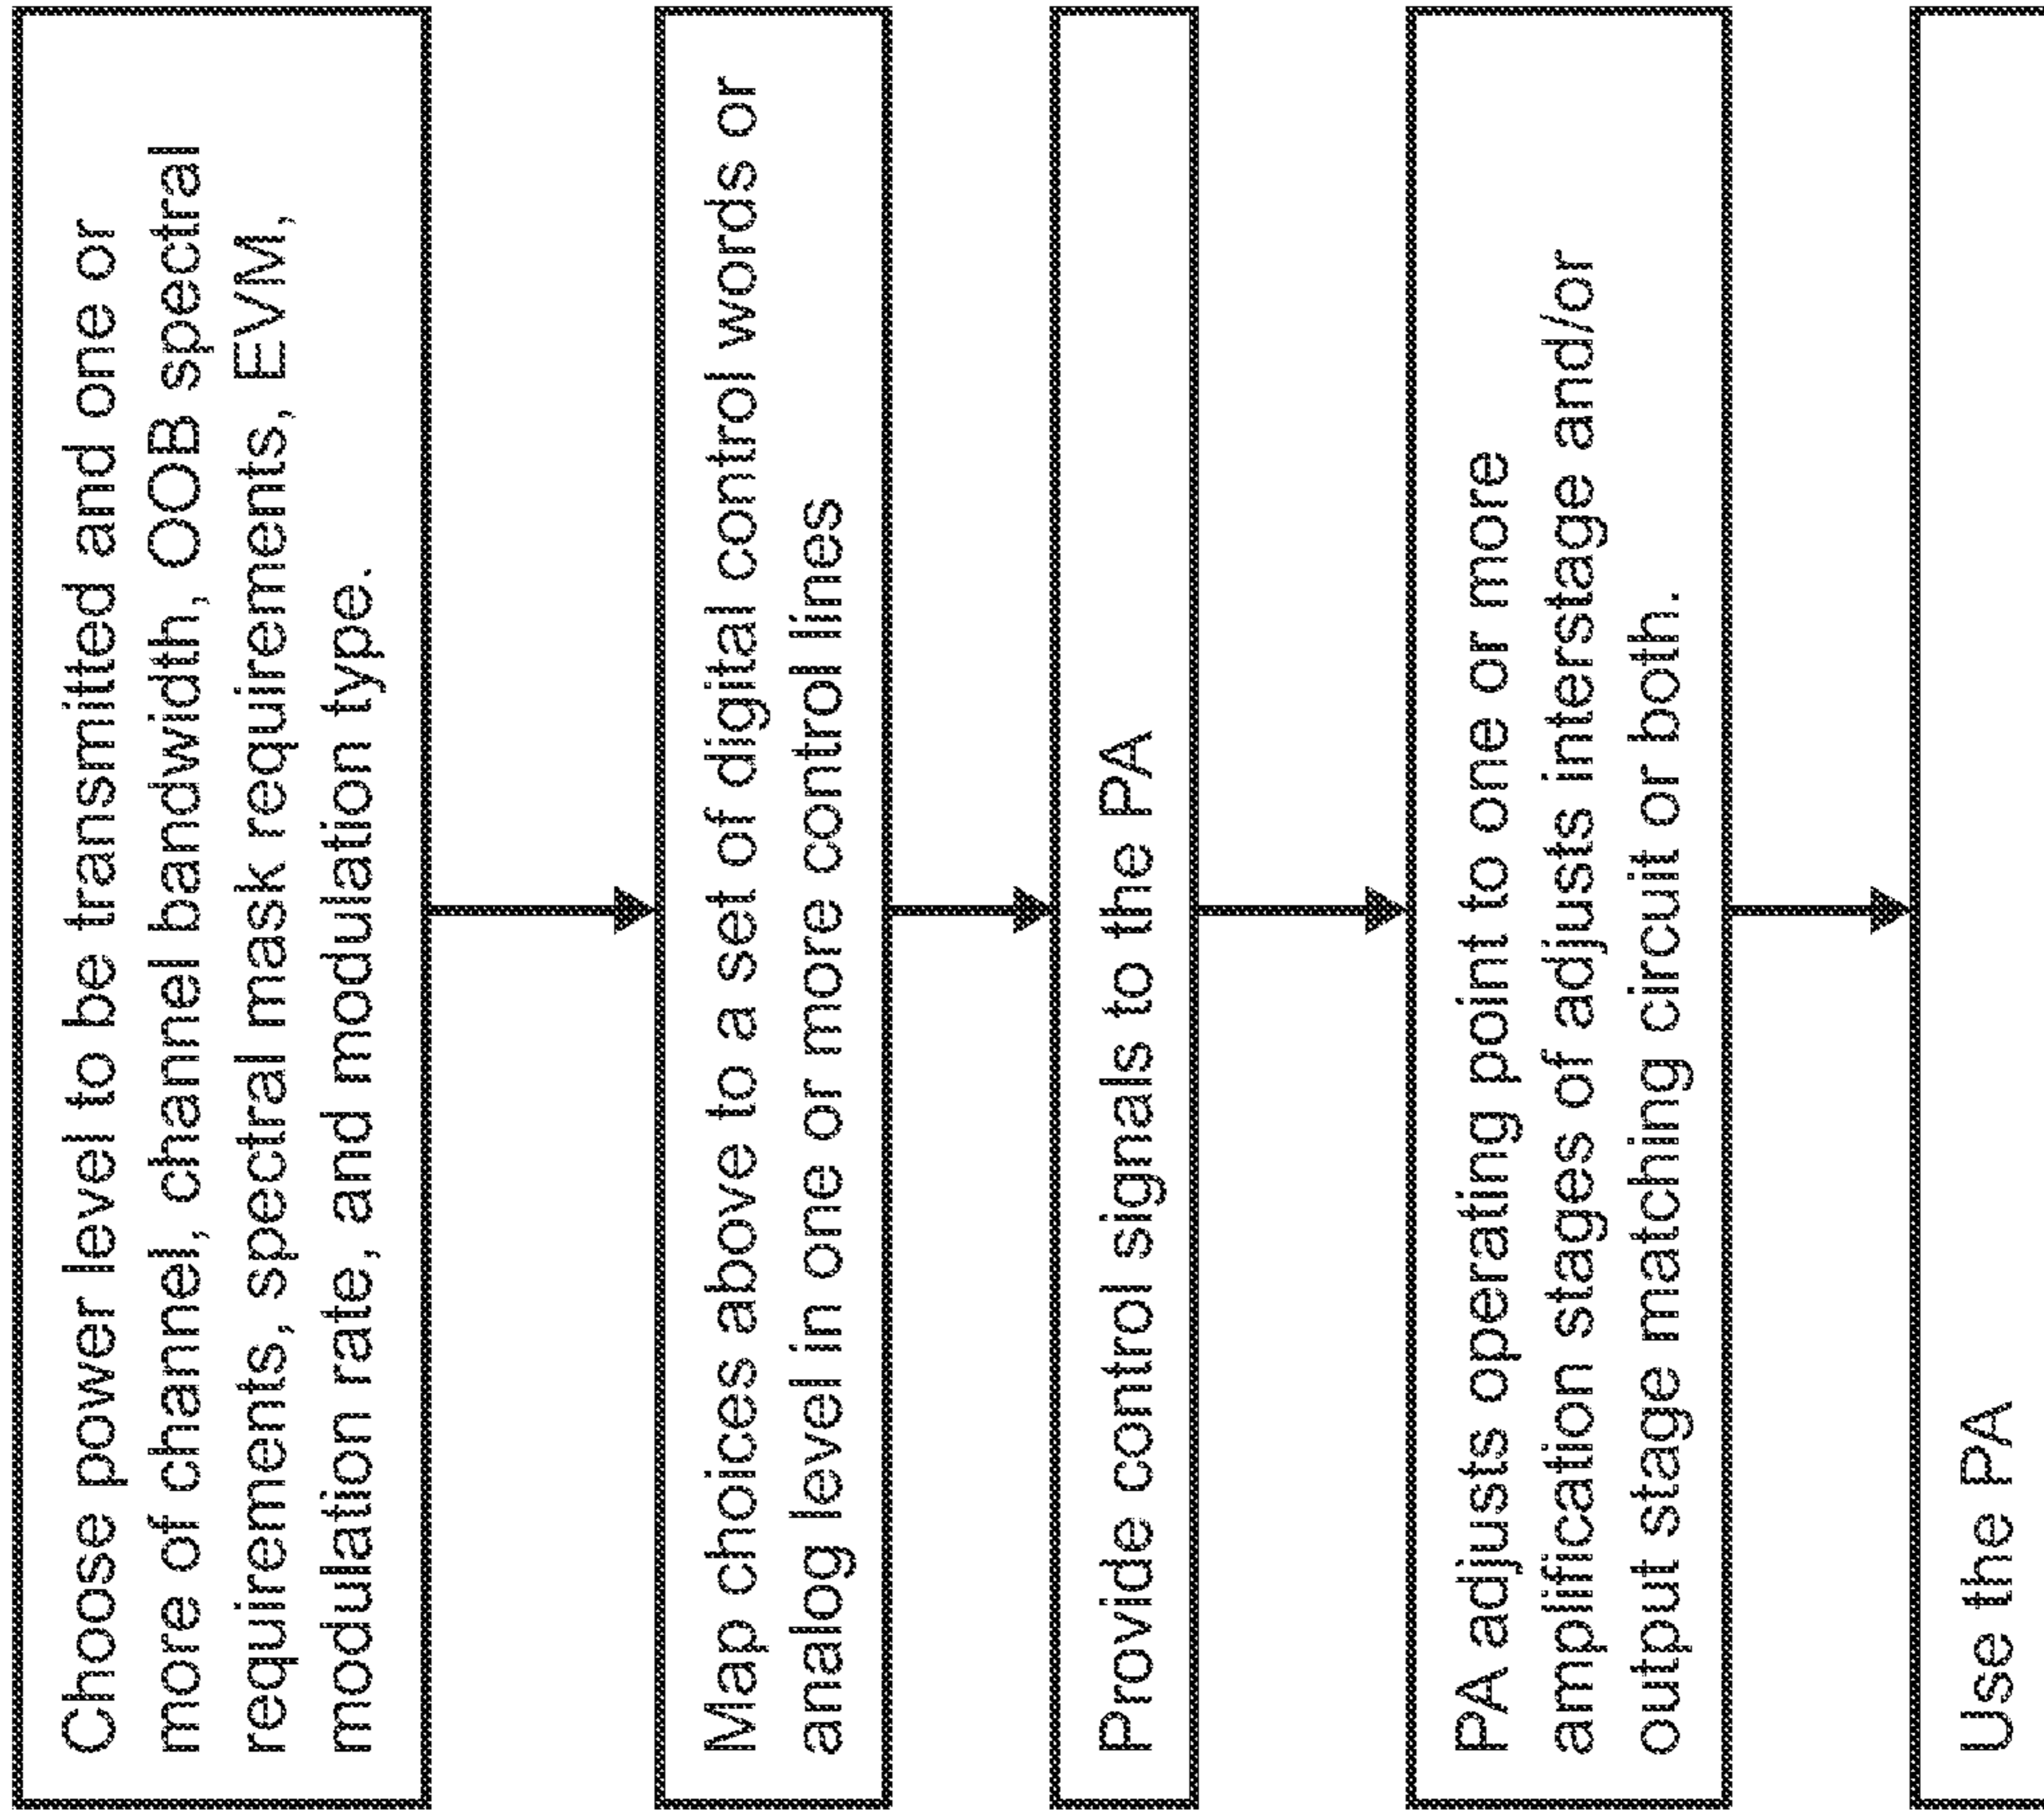 Choose power level to be transmitted and one or
more of channel, channel bandwidth, OOB spectral
requirements, spectral mask requirements, EVM,
modulation rate, and modulation type.
Map choices above to a set of digital control words or
analog level in one or more control lines
Provide control signals to the PA
PA adjusts operating point to one or more
amplification stages of adjusts interstage and/or
output stage matching circuit or both.
Use the PA